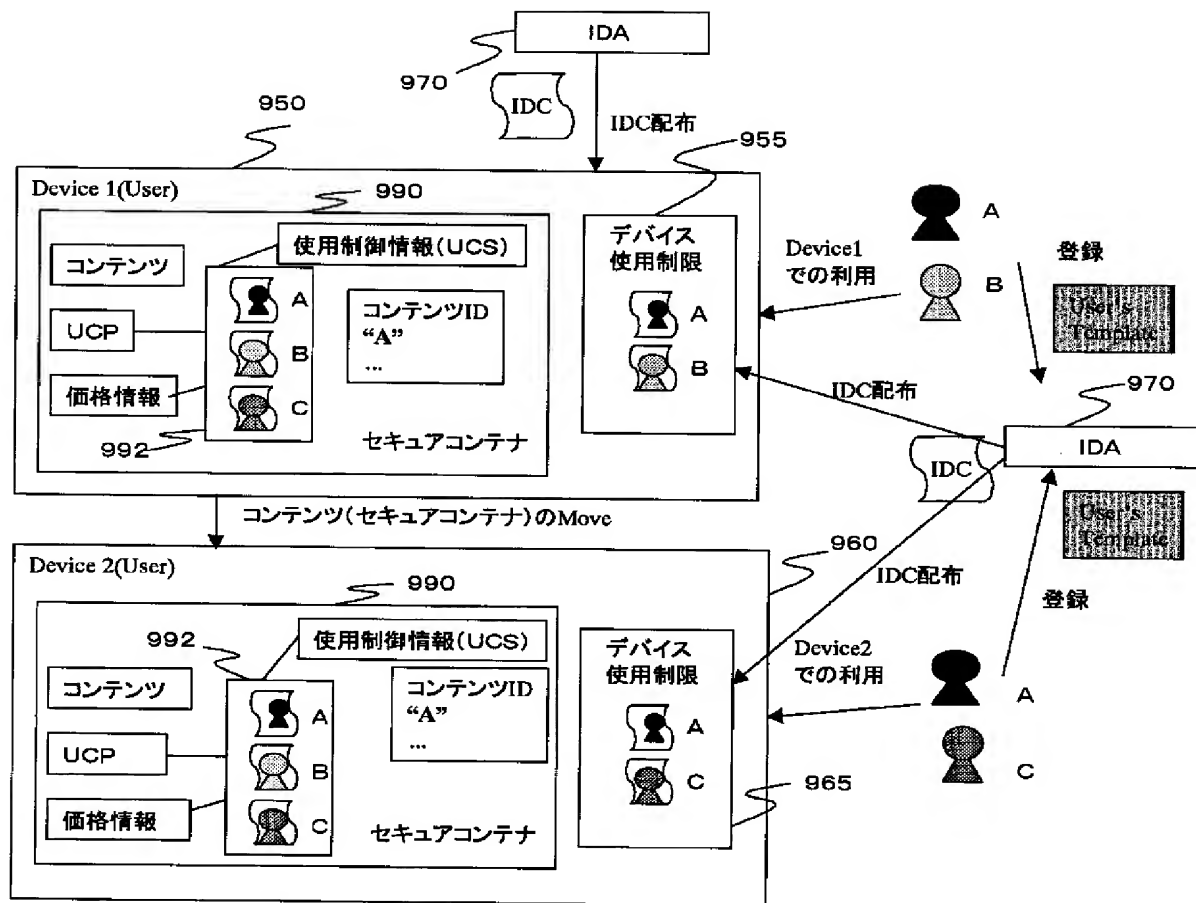 IDA
970
IDC
950
IDC配布
955
Device 1(User)
990
使用制御情報(UCS)
コンテンツ
UCP
価格情報
A
B
C
992
コンテンツID
“A”
...
セキュアコンテナ
デバイス
使用制限
A
B
Device1
での利用
A
B
登録
User's
Template
970
IDC配布
IDC
IDA
User's
Template
登録
コンテンツ(セキュアコンテナ)のMove
960
IDC配布
Device 2(User)
990
992
使用制御情報(UCS)
コンテンツ
UCP
価格情報
A
B
C
コンテンツID
“A”
...
セキュアコンテナ
デバイス
使用制限
A
C
965
Device2
での利用
A
C